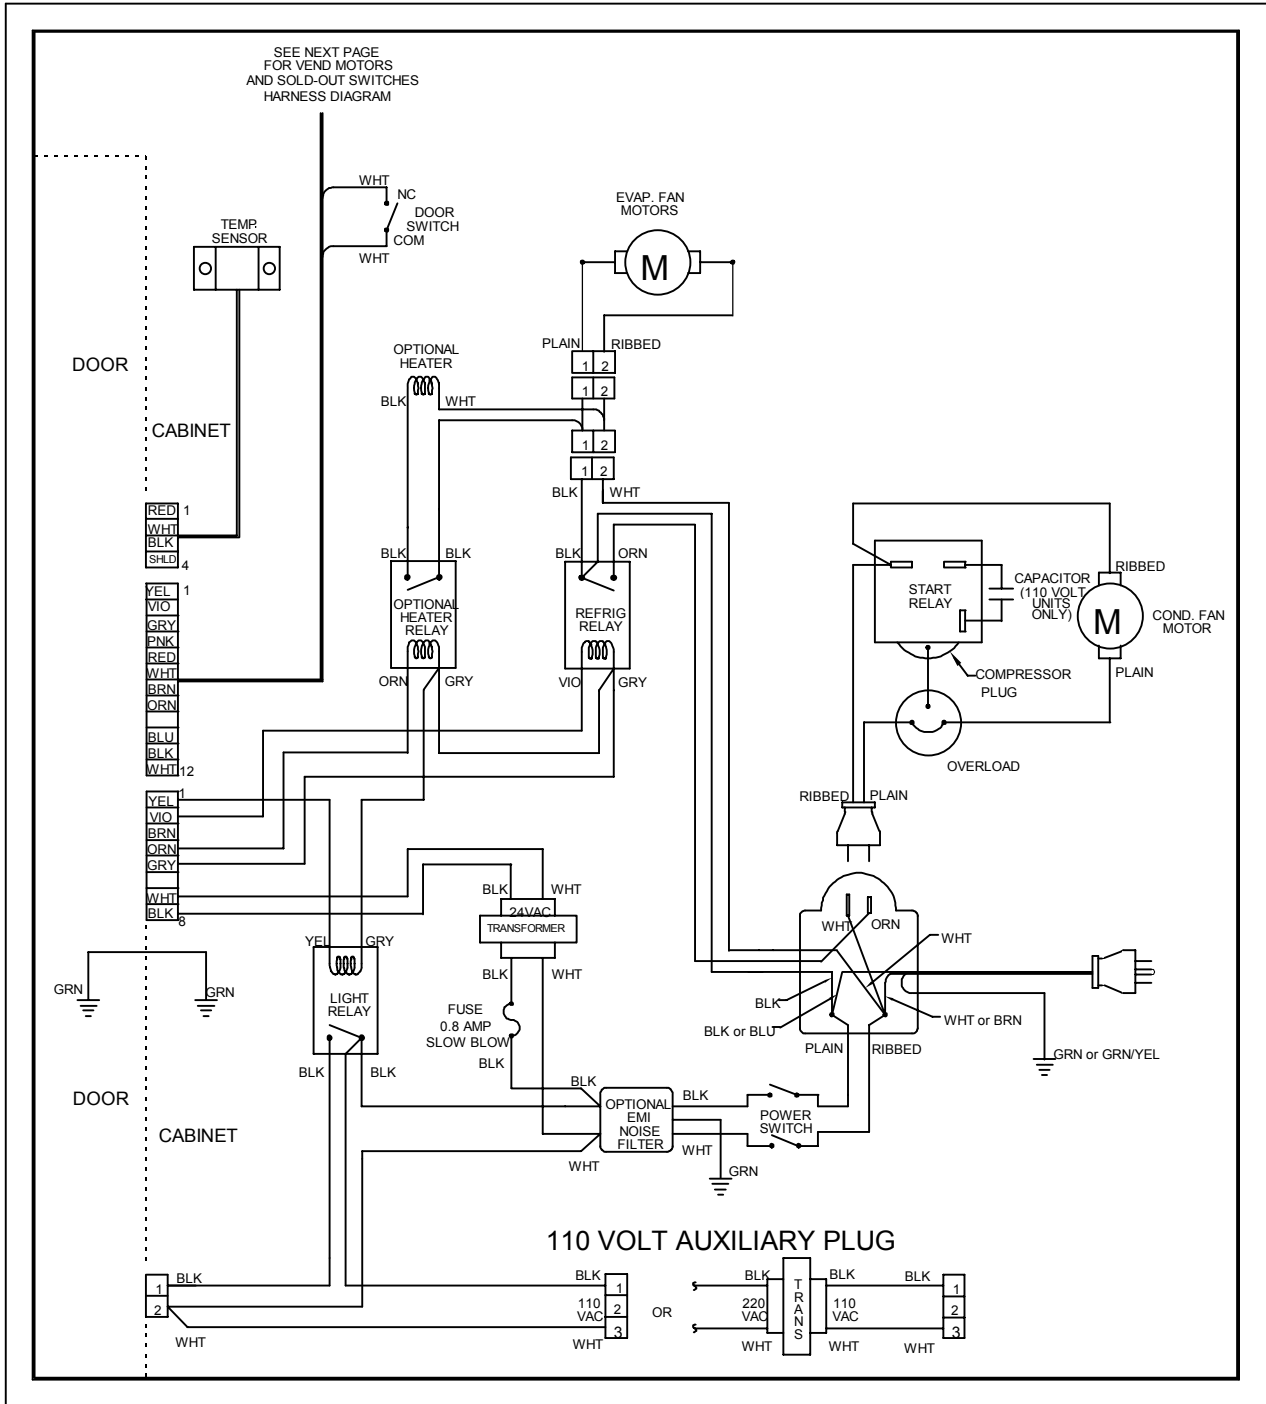 SEE NEXT PAGE
FOR VEND MOTORS
AND SOLD-OUT SWITCHES
HARNESS DIAGRAM
WHT
NC
DOOR
SWITCH
COM
WHT
TEMP.
SENSOR
EVAP. FAN
MOTORS
M
DOOR
CABINET
OPTIONAL
HEATER
BLK
WHT
PLAIN
RIBBED
1 2
1 2
1 2
1 2
BLK
WHT
RED 1
WHT
BLK
SHLD 4
YEL 1
VIO
GRY
PNK
RED
WHT
BRN
ORN
BLU
BLK
WHT 12
YEL 1
VIO
BRN
ORN
GRY
WHT
BLK 8
BLK
BLK
OPTIONAL
HEATER
RELAY
ORN
GRY
BLK
ORN
REFRIG
RELAY
VIO
GRY
START
RELAY
CAPACITOR
(110 VOLT
UNITS
ONLY)
RIBBED
M
COND. FAN
MOTOR
PLAIN
COMPRESSOR
PLUG
OVERLOAD
RIBBED
PLAIN
BLK
WHT
24VAC
TRANSFORMER
BLK
WHT
FUSE
0.8 AMP
SLOW BLOW
BLK
WHT
ORN
WHT
BLK
BLK or BLU
WHT or BRN
PLAIN
RIBBED
GRN or GRN/YEL
GRN
GRN
YEL
GRY
LIGHT
RELAY
BLK
BLK
BLK
OPTIONAL
EMI
NOISE
FILTER
BLK
WHT
WHT
GRN
POWER
SWITCH
DOOR
CABINET
110 VOLT AUXILIARY PLUG
1
2
BLK
WHT
BLK
110
VAC
WHT
1
2
3
OR
BLK
220
VAC
WHT
TRANS
BLK
110
VAC
WHT
BLK
WHT
1
2
3